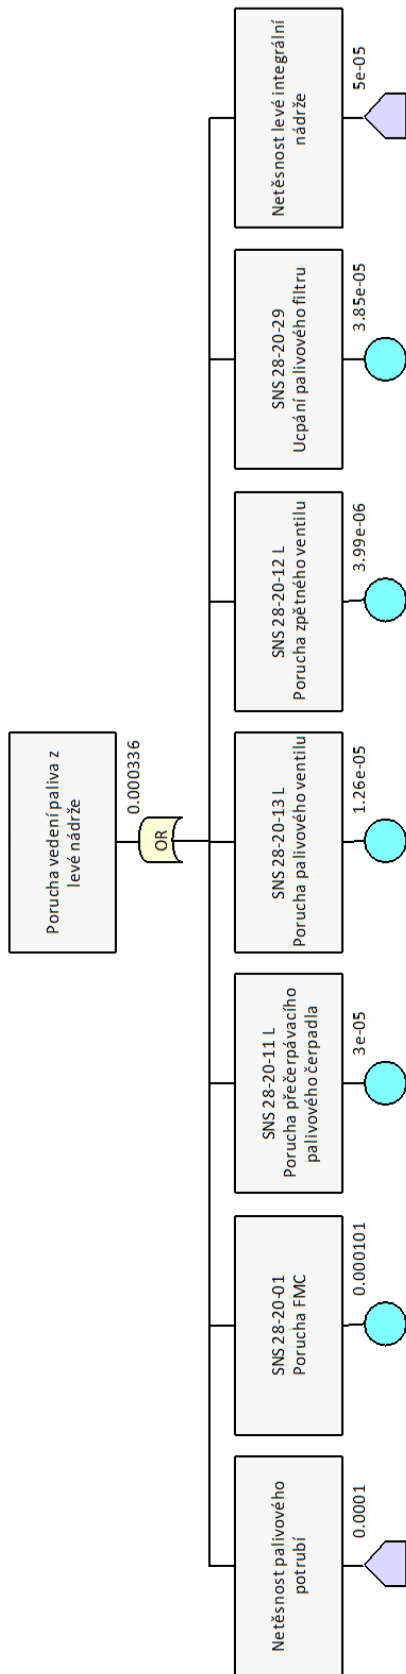 Porucha vedení paliva z
levé nádrže
0.000336
OR
Netěsnost palivového
potrubí
0.0001
SNS 28-20-01
Porucha FMC
0.000101
SNS 28-20-11 L
Porucha přečerpávacího
palivového čerpadla
3e-05
SNS 28-20-13 L
Porucha palivového ventilu
1.26e-05
SNS 28-20-12 L
Porucha zpětného ventilu
3.99e-06
SNS 28-20-29
Ucpání palivového filtru
3.85e-05
Netěsnost levé integrální
nádrže
5e-05